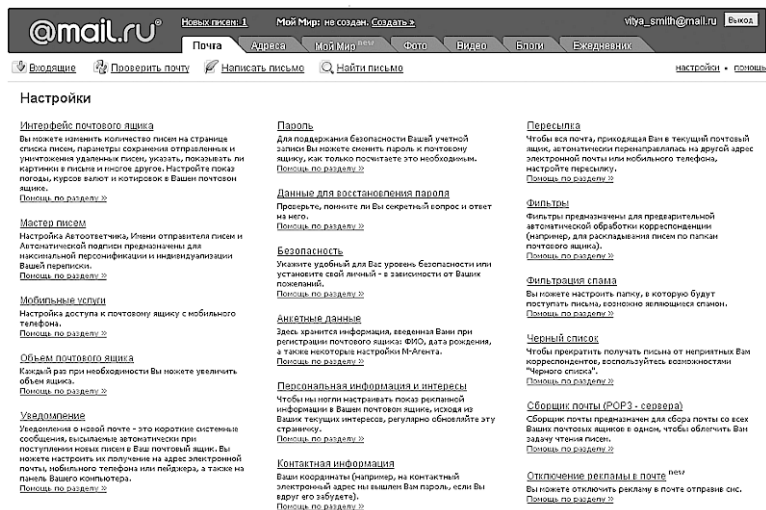 @mail.ru®
Новых писем: 1 Мой Мир: не создан. Создать »
vitya_smith@mail.ru Выход
Почта Адреса Мой Мир new Фото Видео Блоги Ежедневник
Входящие Проверить почту Написать письмо Найти письмо
настройки • помощь
Настройки
Интерфейс почтового ящика
Вы можете изменить количество писем на странице
списка писем, параметры сохранения отправленных и
уничтожения удаленных писем, указать, показывать ли
картинки в письме и многое другое. Настройте показ
погоды, курсов валют и котировок в Вашем почтовом
ящике.
Помощь по разделу »
Мастер писем
Настройка Автоответчика, Имени отправителя писем и
Автоматической подписи предназначены для
максимальной персонификации и индивидуализации
Вашей переписки.
Помощь по разделу »
Мобильные услуги
Настройка доступа к почтовому ящику с мобильного
телефона.
Помощь по разделу »
Объем почтового ящика
Каждый раз при необходимости Вы можете увеличить
объем ящика.
Помощь по разделу »
Уведомление
Уведомления о новой почте - это короткие системные
сообщения, высылаемые автоматически при
поступлении новых писем в Ваш почтовый ящик. Вы
можете настроить их получение на адрес электронной
почты, мобильного телефона или пейджера, а также на
панель Вашего компьютера.
Помощь по разделу »
Пароль
Для поддержания безопасности Вашей учетной
записи Вы можете сменить пароль к почтовому
ящику, как только посчитаете это необходимым.
Помощь по разделу »
Данные для восстановления пароля
Проверьте, помните ли Вы секретный вопрос и ответ
на него.
Помощь по разделу »
Безопасность
Укажите удобный для Вас уровень безопасности или
установите свой личный - в зависимости от Ваших
пожеланий.
Помощь по разделу »
Анкетные данные
Здесь хранится информация, введенная Вами при
регистрации почтового ящика: ФИО, дата рождения,
а также некоторые настройки М-Агента.
Помощь по разделу »
Персональная информация и интересы
Чтобы мы могли настраивать показ рекламной
информации в Вашем почтовом ящике, исходя из
Ваших текущих интересов, регулярно обновляйте эту
страничку.
Помощь по разделу »
Контактная информация
Ваши координаты (например, на контактный
электронный адрес мы вышлем Вам пароль, если Вы
вдруг его забудете).
Помощь по разделу »
Пересылка
Чтобы вся почта, приходящая Вам в текущий почтовый
ящик, автоматически перенаправлялась на другой адрес
электронной почты или мобильного телефона,
настройте пересылку.
Помощь по разделу »
Фильтры
Фильтры предназначены для предварительной
автоматической обработки корреспонденции
(например, для раскладывания писем по папкам
почтового ящика).
Помощь по разделу »
Фильтрация спама
Вы можете настроить папку, в которую будут
поступать письма, возможно являющиеся спамом.
Помощь по разделу »
Черный список
Чтобы прекратить получать письма от неприятных Вам
корреспондентов, воспользуйтесь возможностями
"Черного списка".
Помощь по разделу »
Сборщик почты (POP3 - сервера)
Сборщик почты предназначен для сбора почты со всех
Ваших почтовых ящиков в одном, чтобы облегчить Вам
задачу чтения писем.
Помощь по разделу »
Отключение рекламы в почте new
Вы можете отключить рекламу в почте отправив смс.
Помощь по разделу »